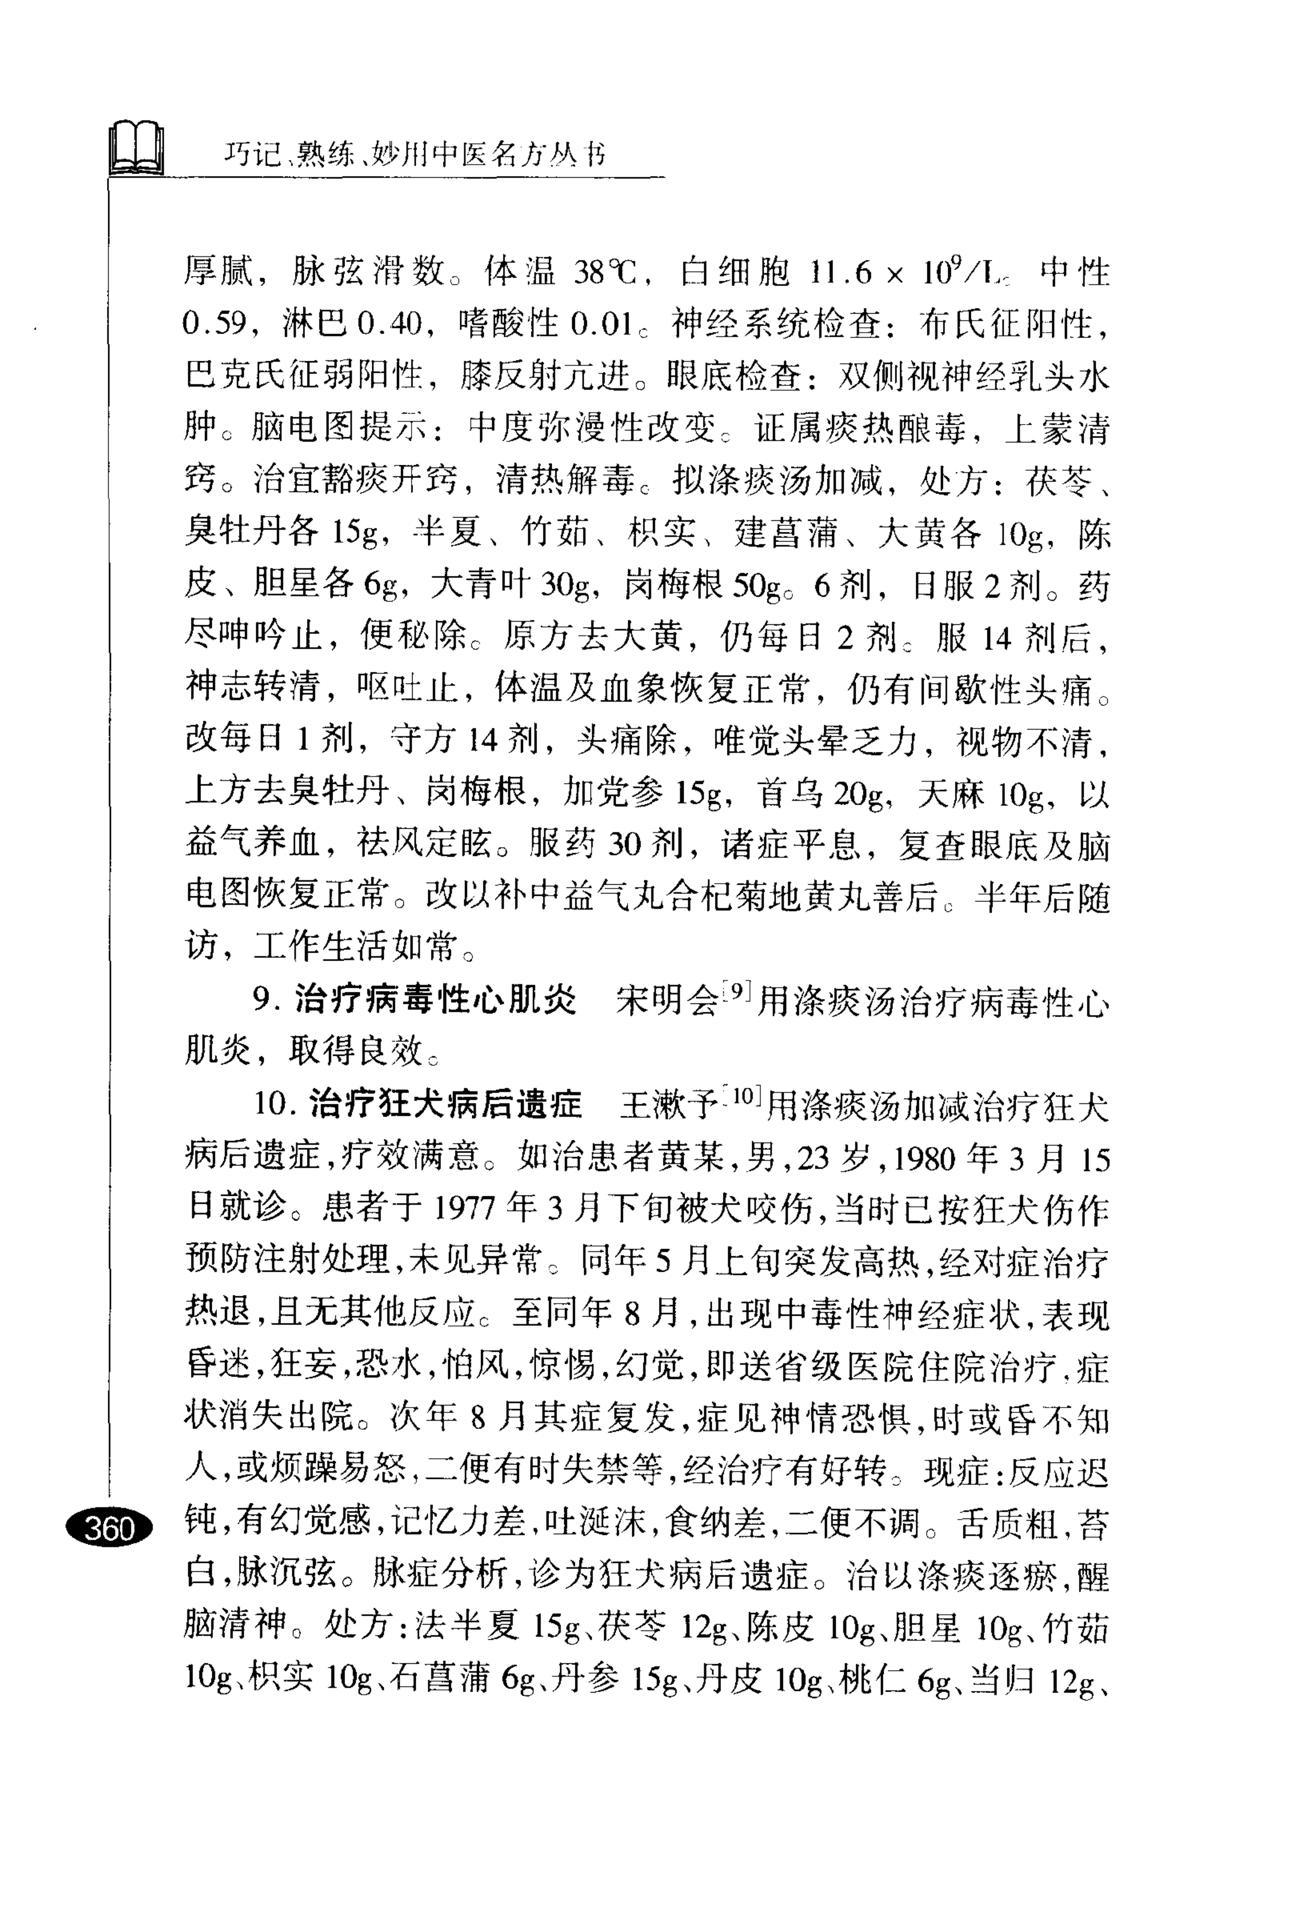 巧记、熟练、妙用中医名方丛书
厚腻，脉弦滑数。体温 38℃，白细胞 11.6 × 10⁹/L。中性
0.59，淋巴 0.40，嗜酸性 0.01。神经系统检查：布氏征阳性，
巴克氏征弱阳性，膝反射亢进。眼底检查：双侧视神经乳头水
肿。脑电图提示：中度弥漫性改变。证属痰热酿毒，上蒙清
窍。治宜豁痰开窍，清热解毒。拟涤痰汤加减，处方：茯苓、
臭牡丹各 15g，半夏、竹茹、枳实、建菖蒲、大黄各 10g，陈
皮、胆星各 6g，大青叶 30g，岗梅根 50g。6 剂，日服 2 剂。药
尽呻吟止，便秘除。原方去大黄，仍每日 2 剂。服 14 剂后，
神志转清，呕吐止，体温及血象恢复正常，仍有间歇性头痛。
改每日 1 剂，守方 14 剂，头痛除，唯觉头晕乏力，视物不清，
上方去臭牡丹、岗梅根，加党参 15g，首乌 20g，天麻 10g，以
益气养血，祛风定眩。服药 30 剂，诸症平息，复查眼底及脑
电图恢复正常。改以补中益气丸合杞菊地黄丸善后。半年后随
访，工作生活如常。
9. 治疗病毒性心肌炎　宋明会[9]用涤痰汤治疗病毒性心
肌炎，取得良效。
10. 治疗狂犬病后遗症　王漱予[10]用涤痰汤加减治疗狂犬
病后遗症,疗效满意。如治患者黄某,男,23 岁,1980 年 3 月 15
日就诊。患者于 1977 年 3 月下旬被犬咬伤,当时已按狂犬伤作
预防注射处理,未见异常。同年 5 月上旬突发高热,经对症治疗
热退,且无其他反应。至同年 8 月,出现中毒性神经症状,表现
昏迷,狂妄,恐水,怕风,惊惕,幻觉,即送省级医院住院治疗,症
状消失出院。次年 8 月其症复发,症见神情恐惧,时或昏不知
人,或烦躁易怒,二便有时失禁等,经治疗有好转。现症:反应迟
钝,有幻觉感,记忆力差,吐涎沫,食纳差,二便不调。舌质粗,苔
白,脉沉弦。脉症分析,诊为狂犬病后遗症。治以涤痰逐瘀,醒
脑清神。处方:法半夏 15g、茯苓 12g、陈皮 10g、胆星 10g、竹茹
10g、枳实 10g、石菖蒲 6g、丹参 15g、丹皮 10g、桃仁 6g、当归 12g、
360